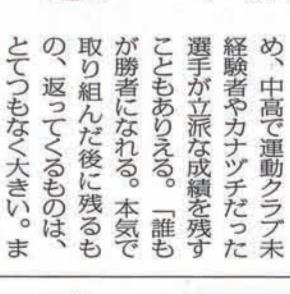 め、中高で運動クラブ未
経験者やカナヅチだった
選手が立派な成績を残す
こともありえる。「誰も
が勝者になれる。本気で
取り組んだ後に残るも
の、返ってくるものは、
とてつもなく大きい。ま